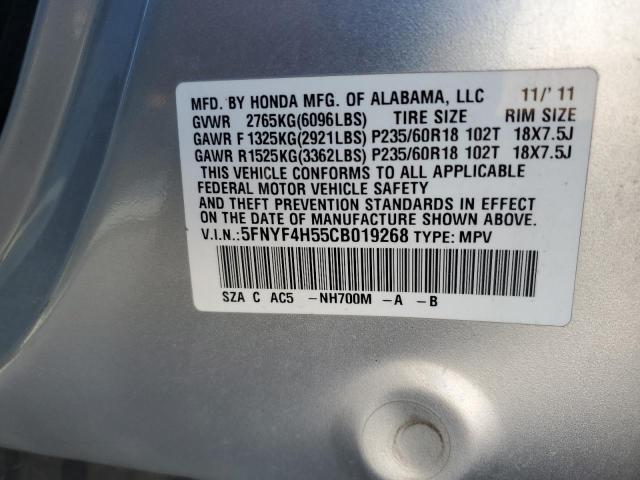 MFD. BY HONDA MFG. OF ALABAMA, LLC 11/'11
GVWR 2765KG(6096LBS) TIRE SIZE RIM SIZE
GAWR F 1325KG(2921LBS) P235/60R18 102T 18X7.5J
GAWR R1525KG(3362LBS) P235/60R18 102T 18X7.5J
THIS VEHICLE CONFORMS TO ALL APPLICABLE
FEDERAL MOTOR VEHICLE SAFETY
AND THEFT PREVENTION STANDARDS IN EFFECT
ON THE DATE OF MANUFACTURE SHOWN ABOVE.
V.I.N.:5FNYF4H55CB019268 TYPE: MPV
SZA C AC5 -NH700M -A -B